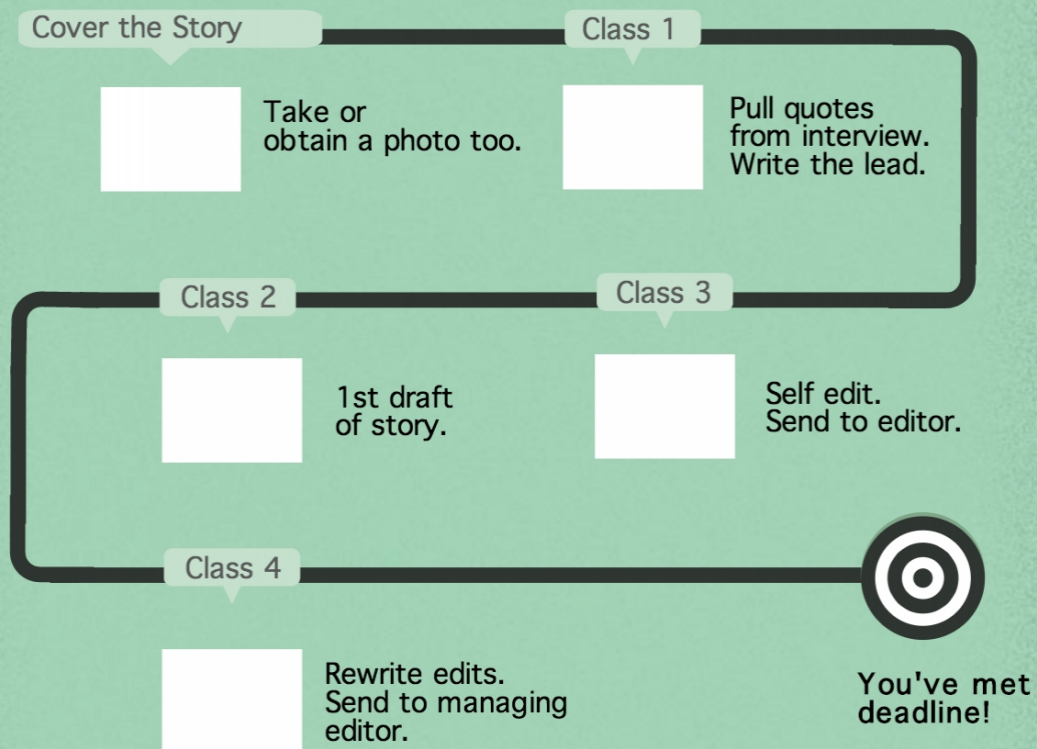 Cover the Story
Take or
obtain a photo too.
Class 1
Pull quotes
from interview.
Write the lead.
Class 2
1st draft
of story.
Class 3
Self edit.
Send to editor.
Class 4
Rewrite edits.
Send to managing
editor.
You've met
deadline!